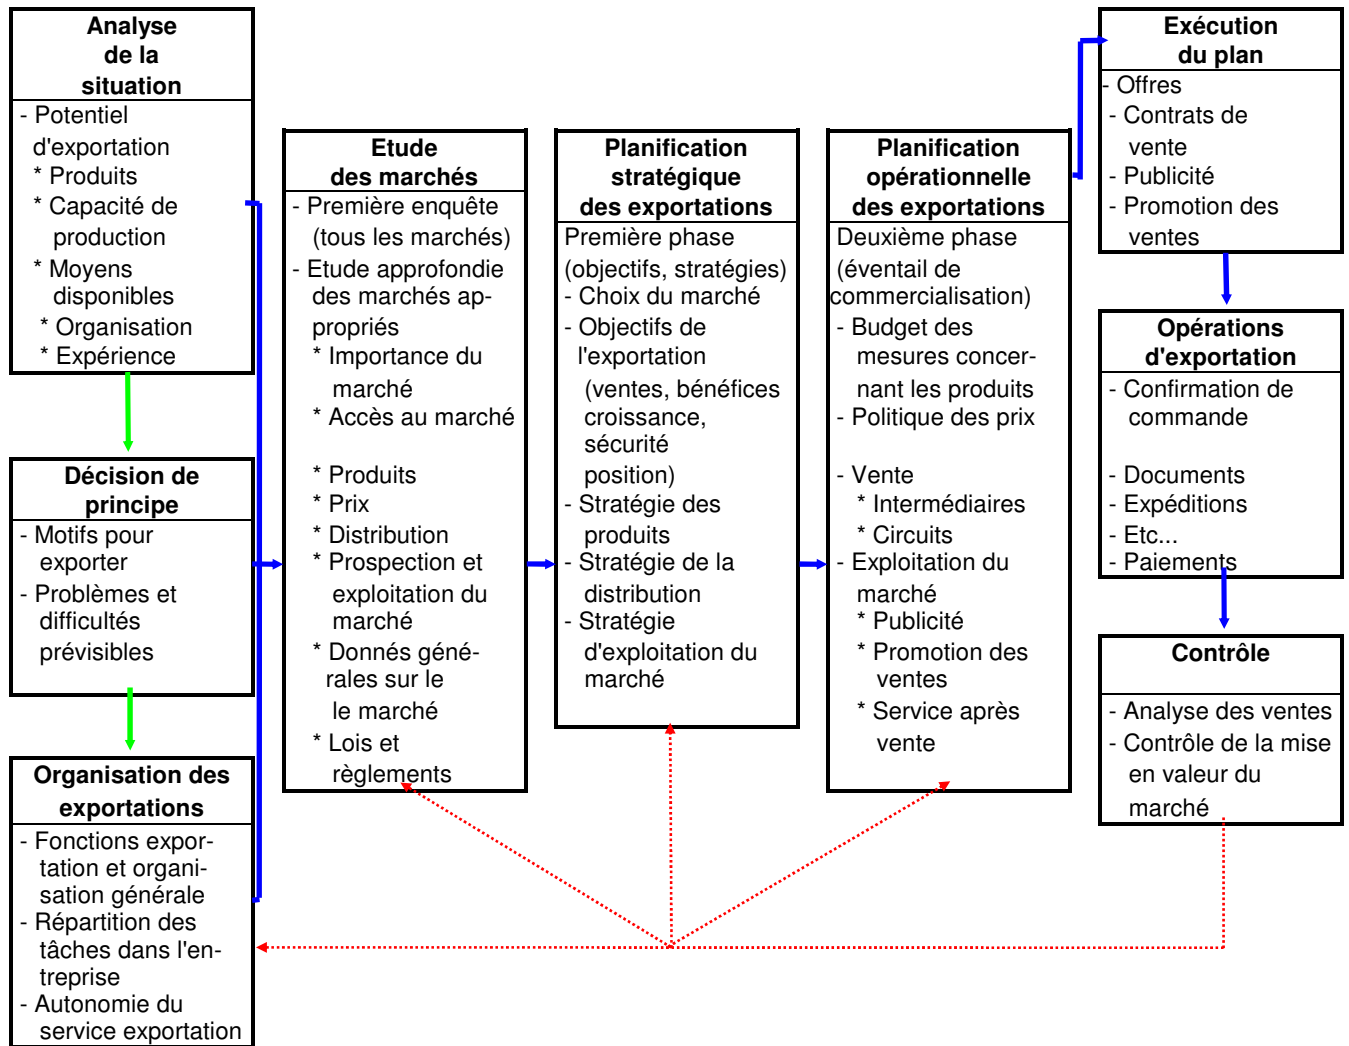 Analyse
de la
situation
- Potentiel
d'exportation
* Produits
* Capacité de
production
* Moyens
disponibles
* Organisation
* Expérience
Décision de
principe
- Motifs pour
exporter
- Problèmes et
difficultés
prévisibles
Organisation des
exportations
- Fonctions expor-
tation et organi-
sation générale
- Répartition des
tâches dans l'en-
treprise
- Autonomie du
service exportation
Etude
des marchés
- Première enquête
(tous les marchés)
- Etude approfondie
des marchés ap-
propriés
* Importance du
marché
* Accès au marché
* Produits
* Prix
* Distribution
* Prospection et
exploitation du
marché
* Donnés géné-
rales sur le
le marché
* Lois et
règlements
Planification
stratégique
des exportations
Première phase
(objectifs, stratégies)
- Choix du marché
- Objectifs de
l'exportation
(ventes, bénéfices
croissance,
sécurité
position)
- Stratégie des
produits
- Stratégie de la
distribution
- Stratégie
d'exploitation du
marché
Planification
opérationnelle
des exportations
Deuxième phase
(éventail de
commercialisation)
- Budget des
mesures concer-
nant les produits
- Politique des prix
- Vente
* Intermédiaires
* Circuits
- Exploitation du
marché
* Publicité
* Promotion des
ventes
* Service après
vente
Exécution
du plan
- Offres
- Contrats de
vente
- Publicité
- Promotion des
ventes
Opérations
d'exportation
- Confirmation de
commande
- Documents
- Expéditions
- Etc...
- Paiements
Contrôle
- Analyse des ventes
- Contrôle de la mise
en valeur du
marché